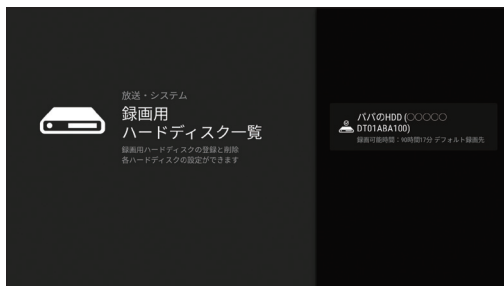 放送・システム
録画用
ハードディスク一覧
録画用ハードディスクの登録と削除
各ハードディスクの設定ができます
パパのHDD (○○○○○
DT01ABA100)
録画可能時間：90時間17分 デフォルト録画先